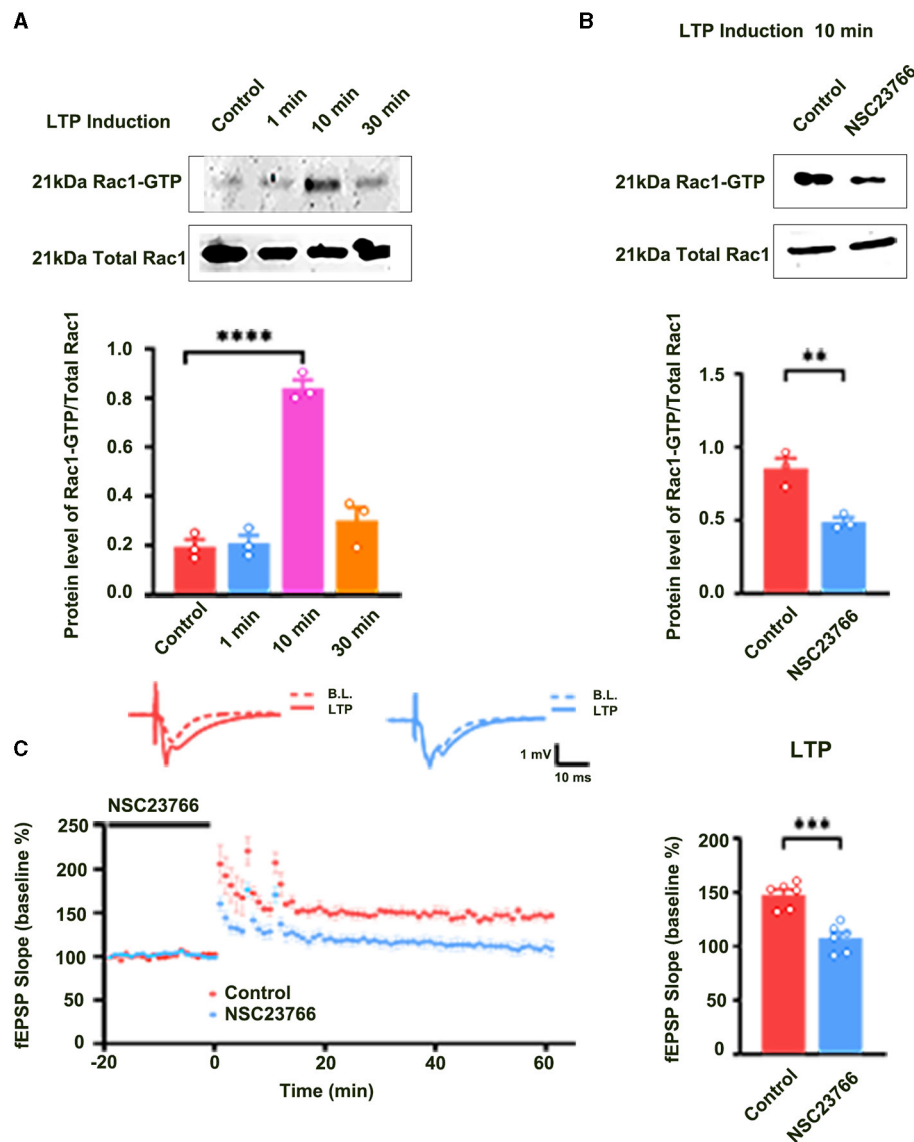 A
LTP Induction
Control
1 min
10 min
30 min
21kDa Rac1-GTP
21kDa Total Rac1
Protein level of Rac1-GTP/Total Rac1
1.0
0.8
0.6
0.4
0.2
0.0
****
Control
1 min
10 min
30 min
B
LTP Induction 10 min
Control
NSC23766
21kDa Rac1-GTP
21kDa Total Rac1
Protein level of Rac1-GTP/Total Rac1
1.5
1.0
0.5
0.0
**
Control
NSC23766
C
B.L.
LTP
B.L.
LTP
1 mV
10 ms
NSC23766
fEPSP Slope (baseline %)
250
200
150
100
50
0
Control
NSC23766
-20
0
20
40
60
Time (min)
LTP
fEPSP Slope (baseline %)
200
150
100
50
0
***
Control
NSC23766